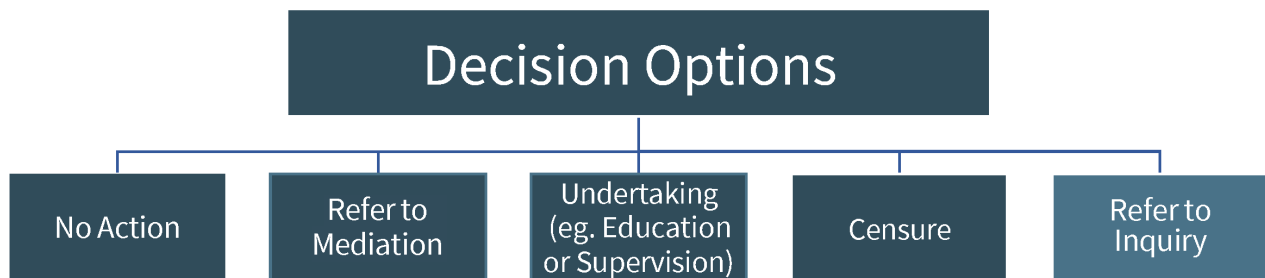 Decision Options
No Action
Refer to
Mediation
Undertaking
(eg. Education
or Supervision)
Censure
Refer to
Inquiry